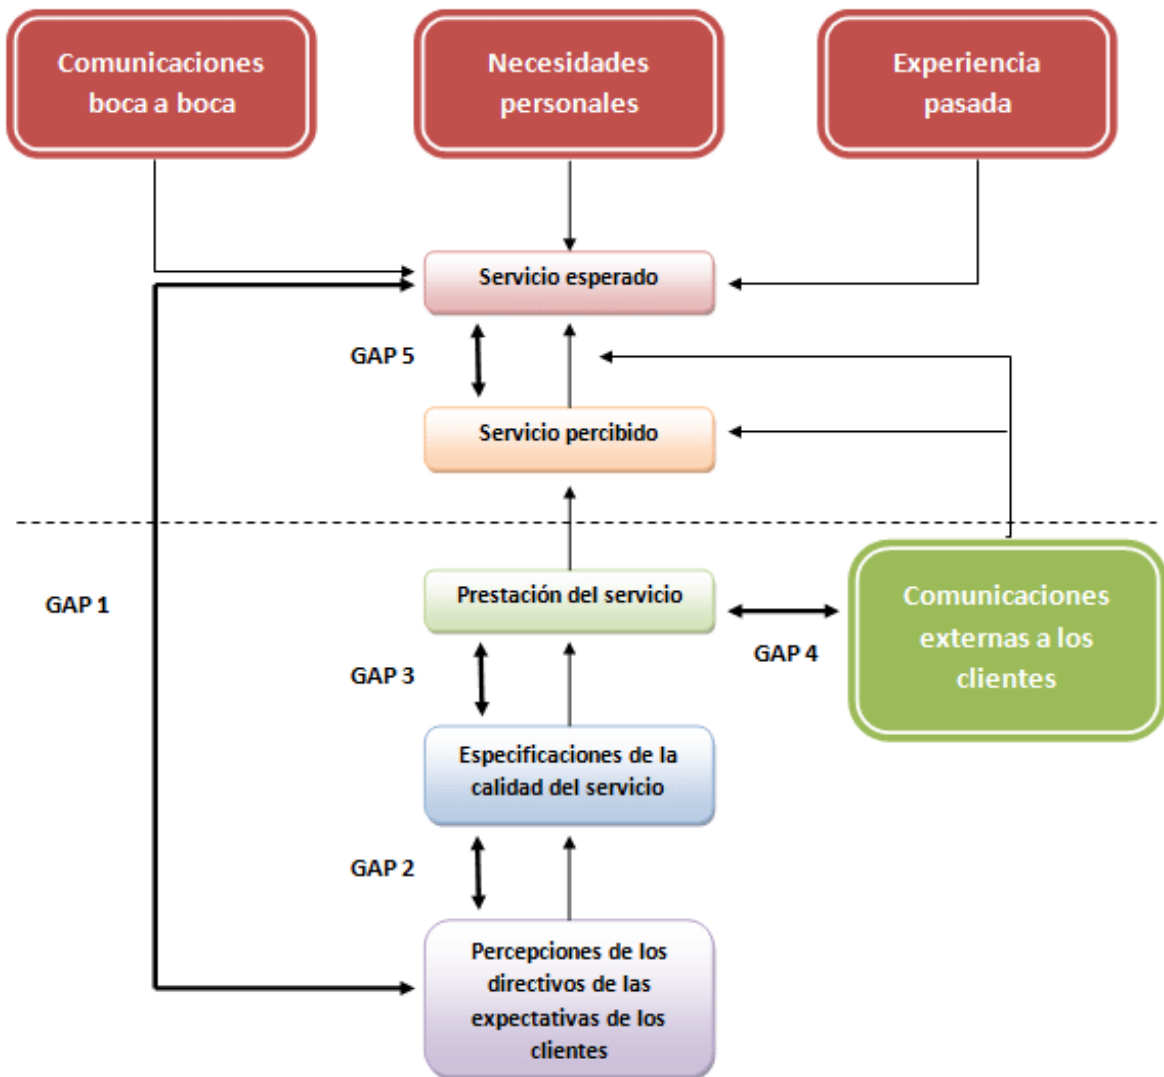 Comunicaciones
boca a boca
Necesidades
personales
Experiencia
pasada
Servicio esperado
GAP 5
Servicio percibido
GAP 1
Prestación del servicio
GAP 4
Comunicaciones
externas a los
clientes
GAP 3
Especificaciones de la
calidad del servicio
GAP 2
Percepciones de los
directivos de las
expectativas de los
clientes